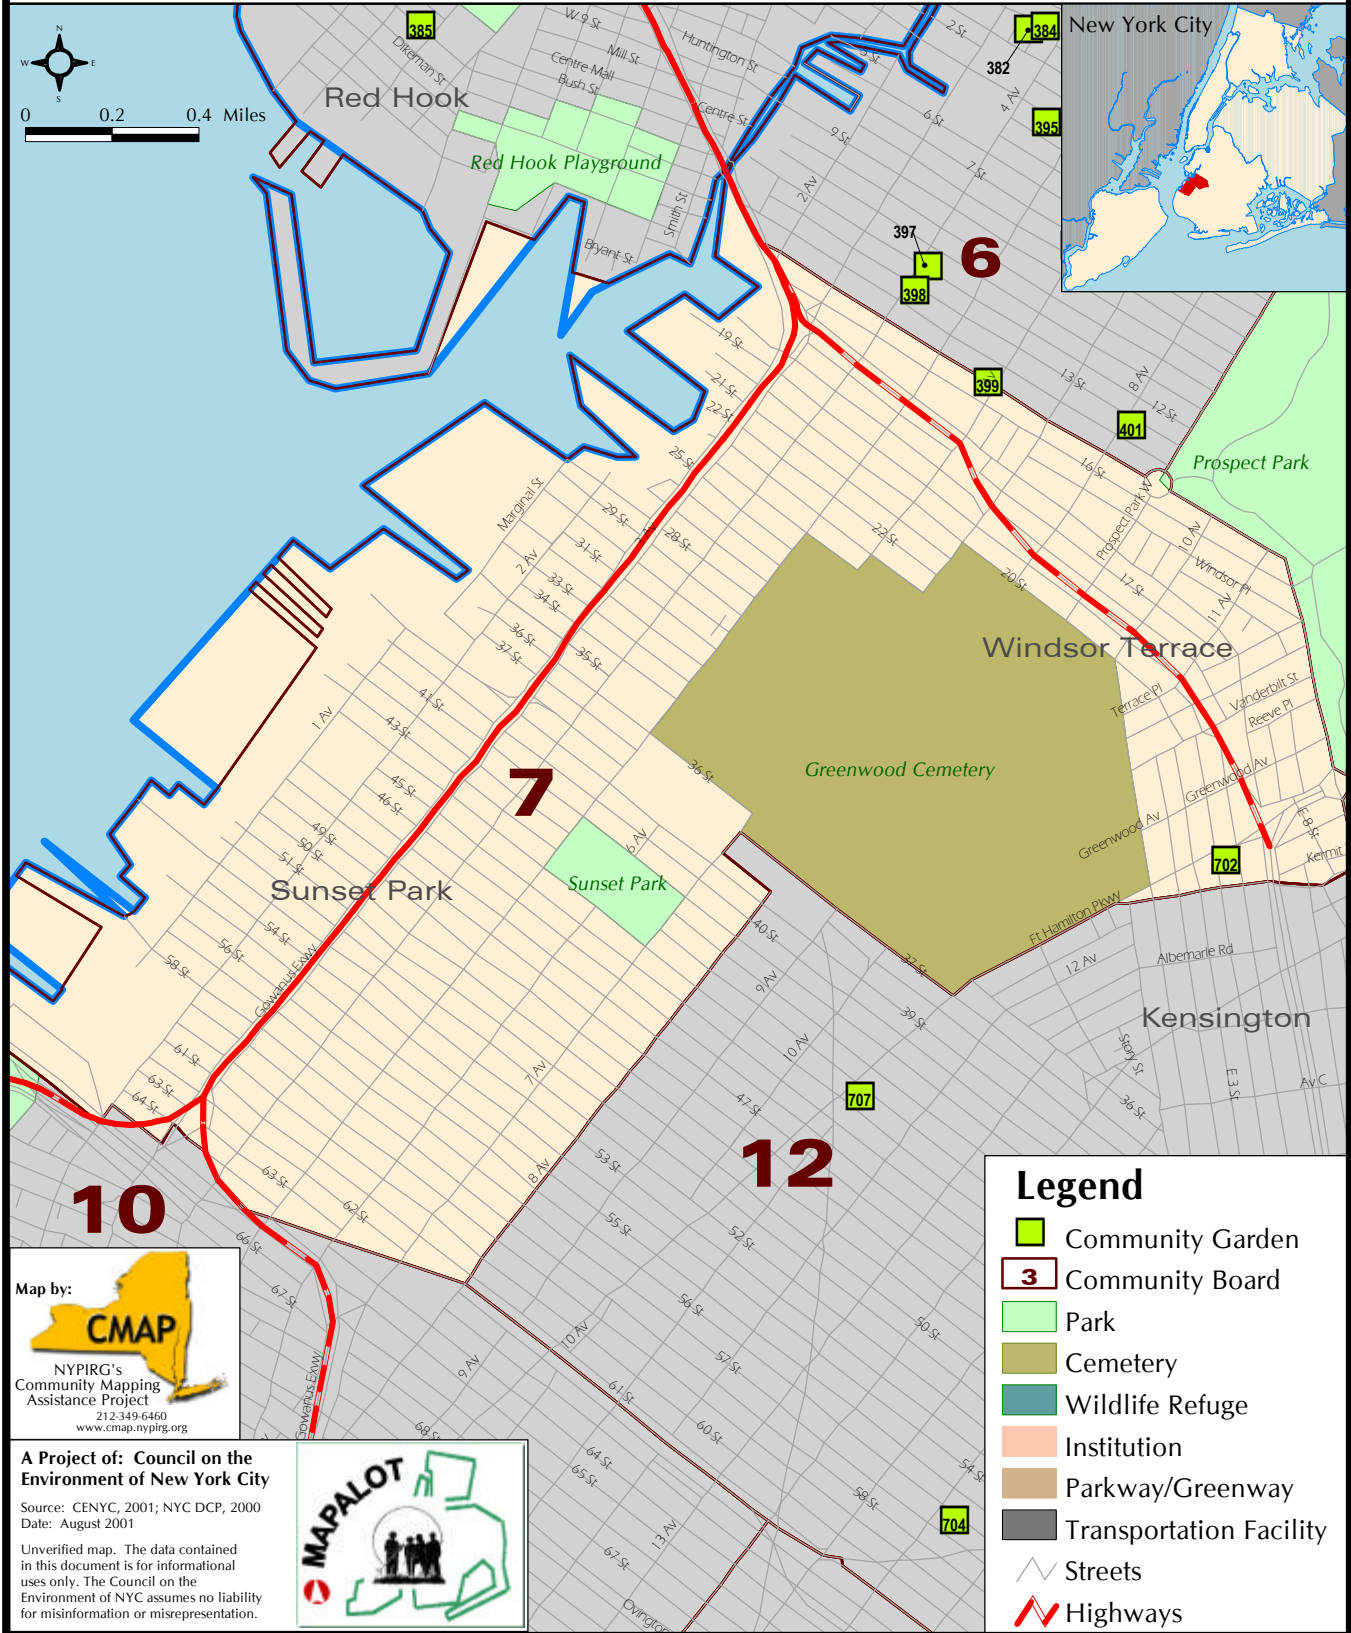 N
W
E
S
0
0.2
0.4 Miles
385
Red Hook
Dikeman St
W 9 St
Mill St
Centre Mall
Bush St
Huntington St
Centre St
Red Hook Playground
Smith St
Bryant St
2 St
382
384
4 Av
395
6 St
9 St
7 St
2 Av
397
398
6
New York City
399
13 St
8 Av
12 St
401
Prospect Park
16 St
Prospect Park W
10 Av
Windsor Pl
11 Av
17 St
20 St
22 St
19 St
21 St
22 St
25 St
Marginal St
29 St
28 St
31 St
2 Av
33 St
34 St
36 St
37 St
35 St
Windsor Terrace
Terrace Pl
Vanderbilt St
Reeve Pl
Greenwood Av
Greenwood Av
E 8 St
Kermit
702
41 St
1 Av
43 St
45 St
46 St
7
36 St
Greenwood Cemetery
49 St
50 St
51 St
6 Av
Sunset Park
Sunset Park
54 St
56 St
58 St
Gowanus Exwy
40 St
9 Av
37 St
Ft Hamilton Pkwy
12 Av
Albemarle Rd
39 St
Kensington
10 Av
Story St
E 3 St
Av C
36 St
61 St
63 St
64 St
7 Av
707
47 St
12
53 St
8 Av
63 St
62 St
10
66 St
67 St
55 St
52 St
56 St
50 St
57 St
10 Av
9 Av
61 St
60 St
Gowanus Exwy
68 St
64 St
65 St
54 St
58 St
704
13 Av
67 St
Ovington
Map by:
CMAP
NYPIRG's
Community Mapping
Assistance Project
212-349-6460
www.cmap.nypirg.org
A Project of: Council on the
Environment of New York City
Source: CENYC, 2001; NYC DCP, 2000
Date: August 2001
Unverified map. The data contained
in this document is for informational
uses only. The Council on the
Environment of NYC assumes no liability
for misinformation or misrepresentation.
MAPALOT
Legend
Community Garden
3 Community Board
Park
Cemetery
Wildlife Refuge
Institution
Parkway/Greenway
Transportation Facility
Streets
Highways